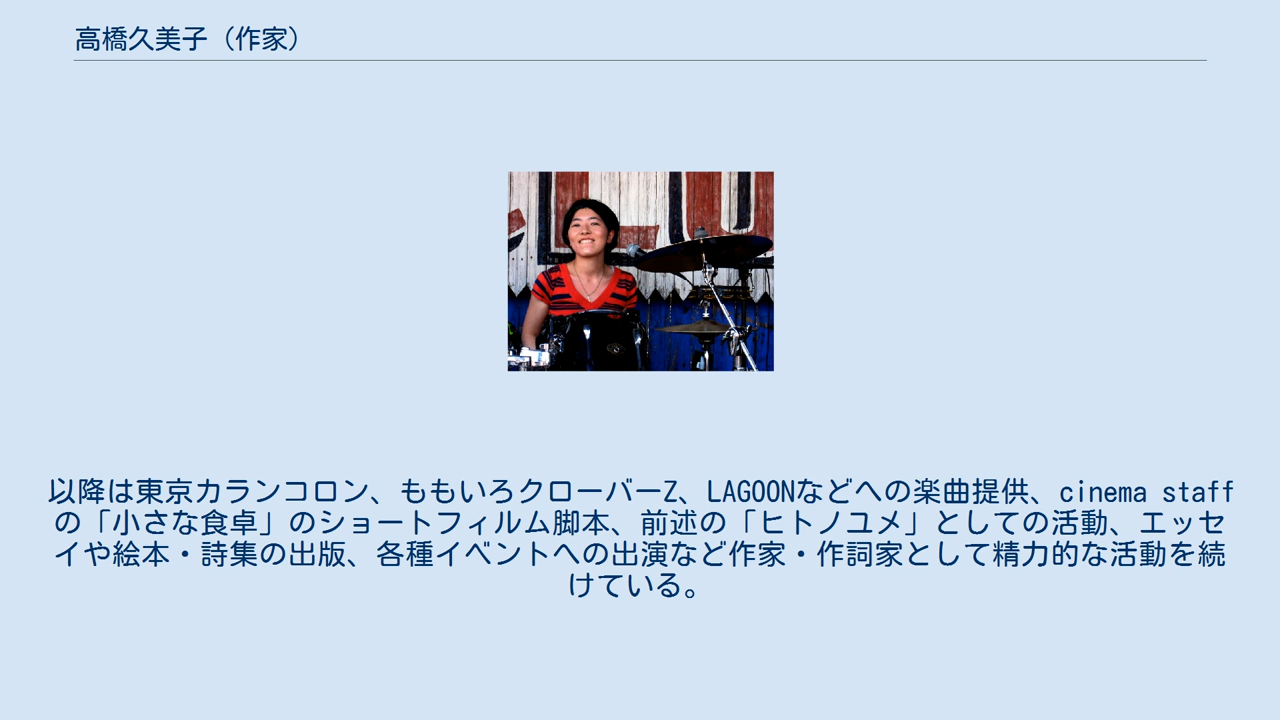 高橋久美子（作家）
以降は東京カランコロン、ももいろクローバーZ、LAGOONなどへの楽曲提供、cinema staff
の「小さな食卓」のショートフィルム脚本、前述の「ヒトノユメ」としての活動、エッセ
イや絵本・詩集の出版、各種イベントへの出演など作家・作詞家として精力的な活動を続
けている。